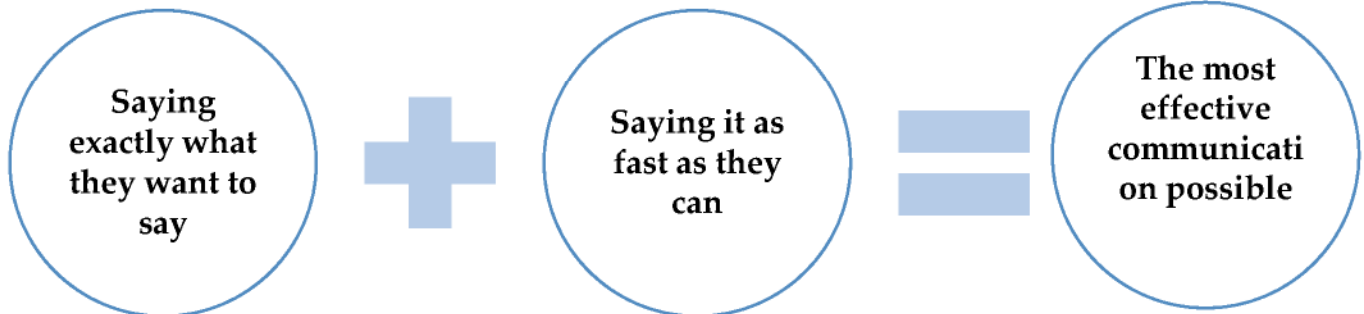 Saying
exactly what
they want to
say
Saying it as
fast as they
can
The most
effective
communicati
on possible